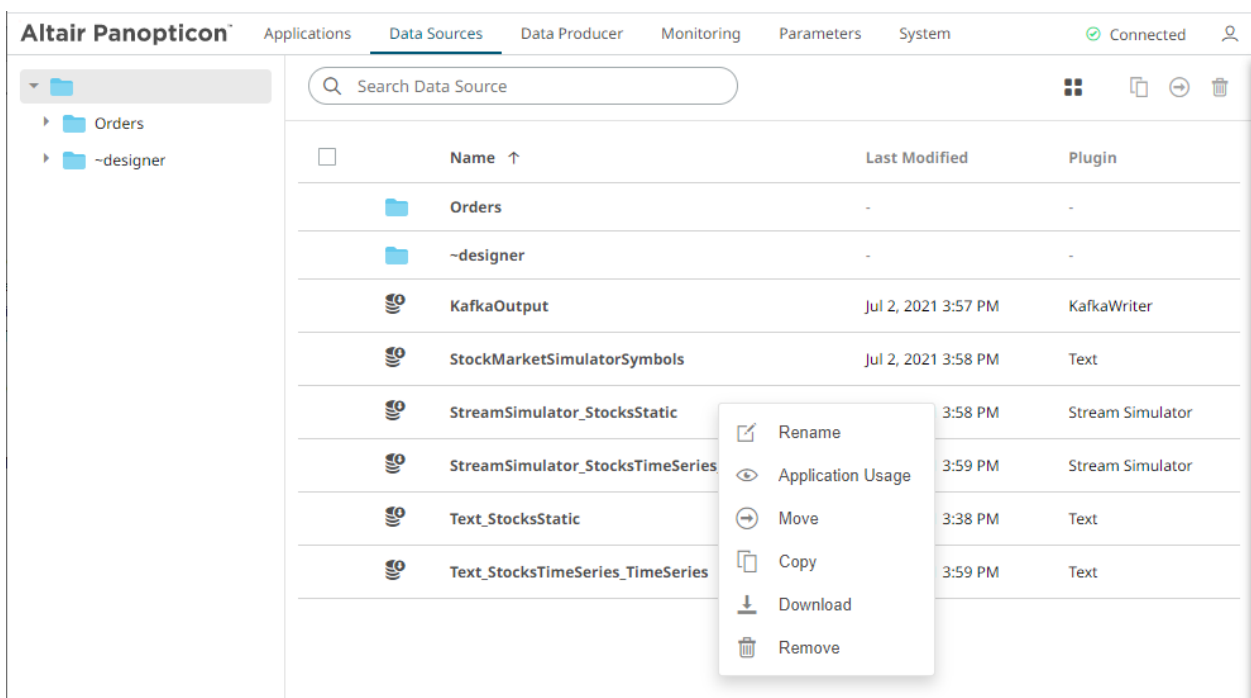 Altair Panopticon™ Applications Data Sources Data Producer Monitoring Parameters System Connected
Search Data Source
Orders
~designer
Name ↑ Last Modified Plugin
Orders - -
~designer - -
KafkaOutput Jul 2, 2021 3:57 PM KafkaWriter
StockMarketSimulatorSymbols Jul 2, 2021 3:58 PM Text
StreamSimulator_StocksStatic 3:58 PM Stream Simulator
StreamSimulator_StocksTimeSeries_ 3:59 PM Stream Simulator
Text_StocksStatic 3:38 PM Text
Text_StocksTimeSeries_TimeSeries 3:59 PM Text
Rename
Application Usage
Move
Copy
Download
Remove